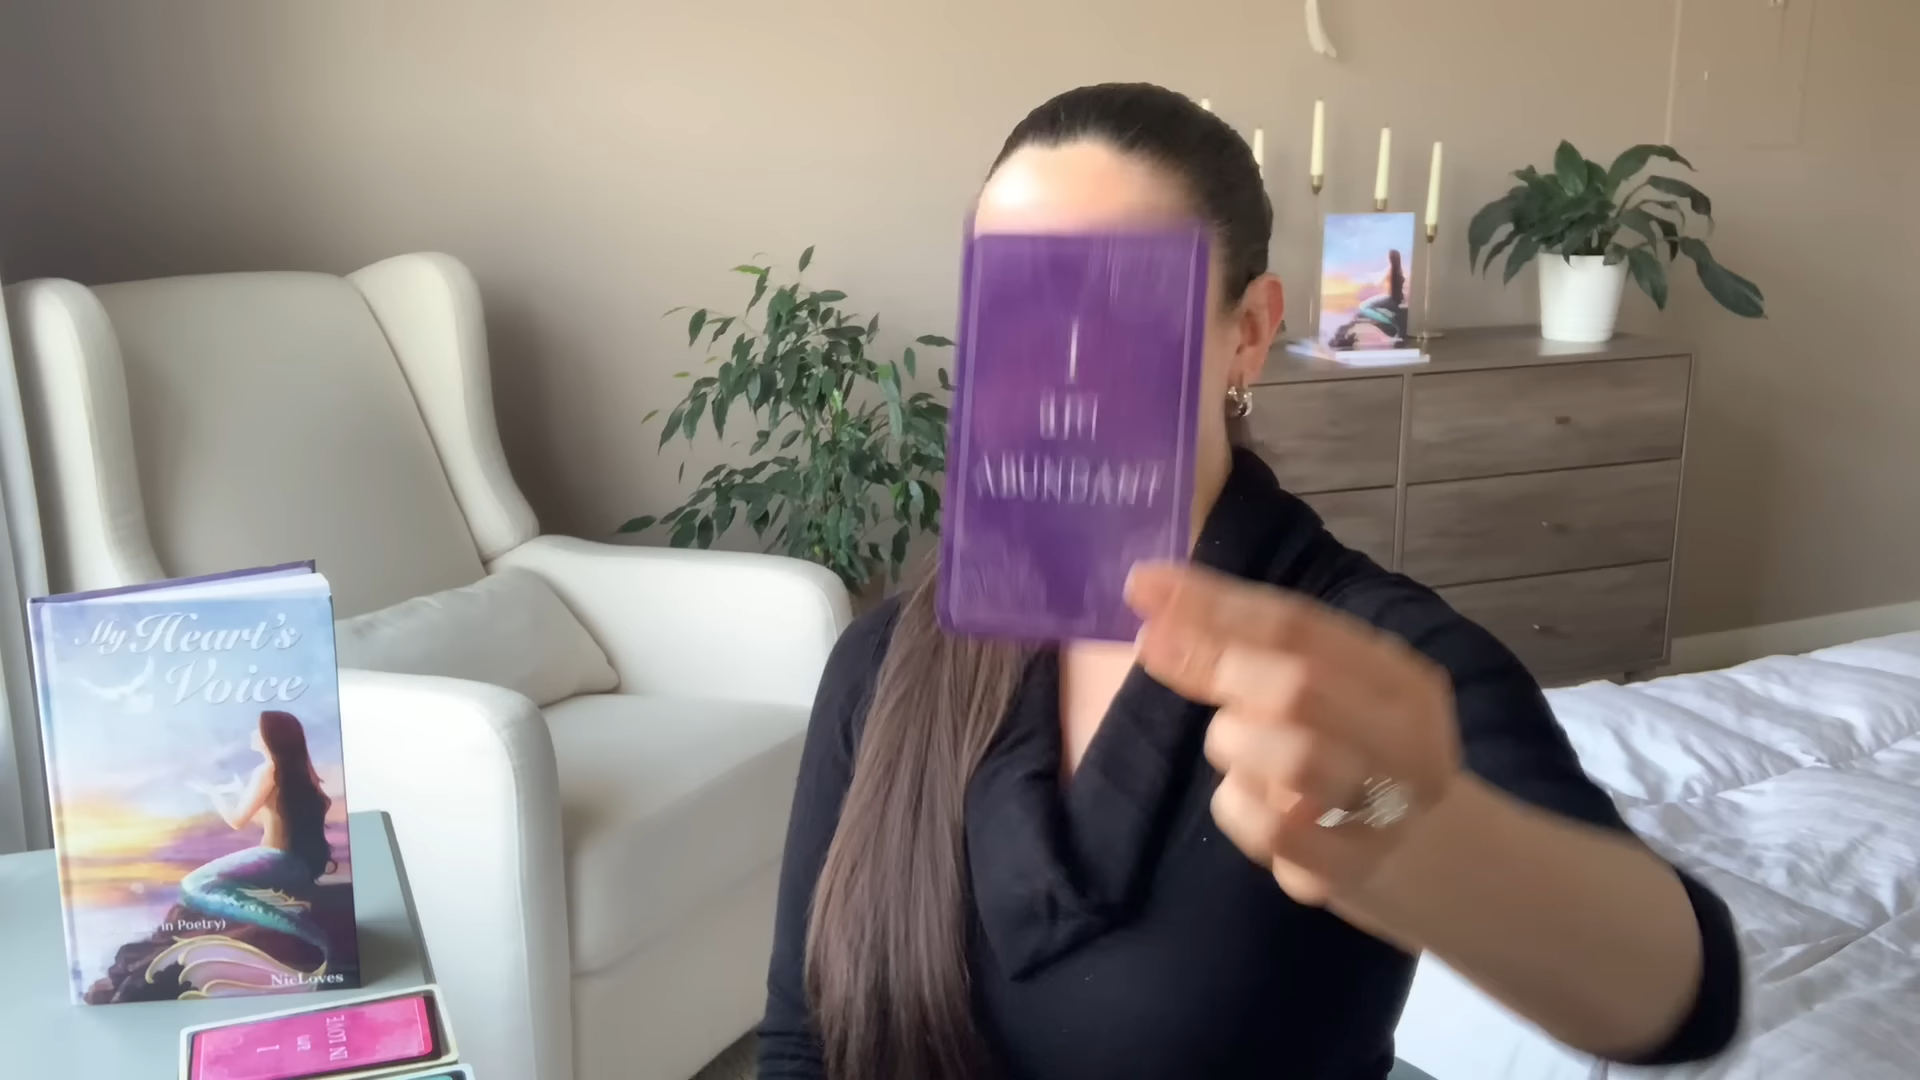 I
am
ABUNDANT
My Heart's
Voice
in Poetry)
NicLoves
I
am
IN LOVE